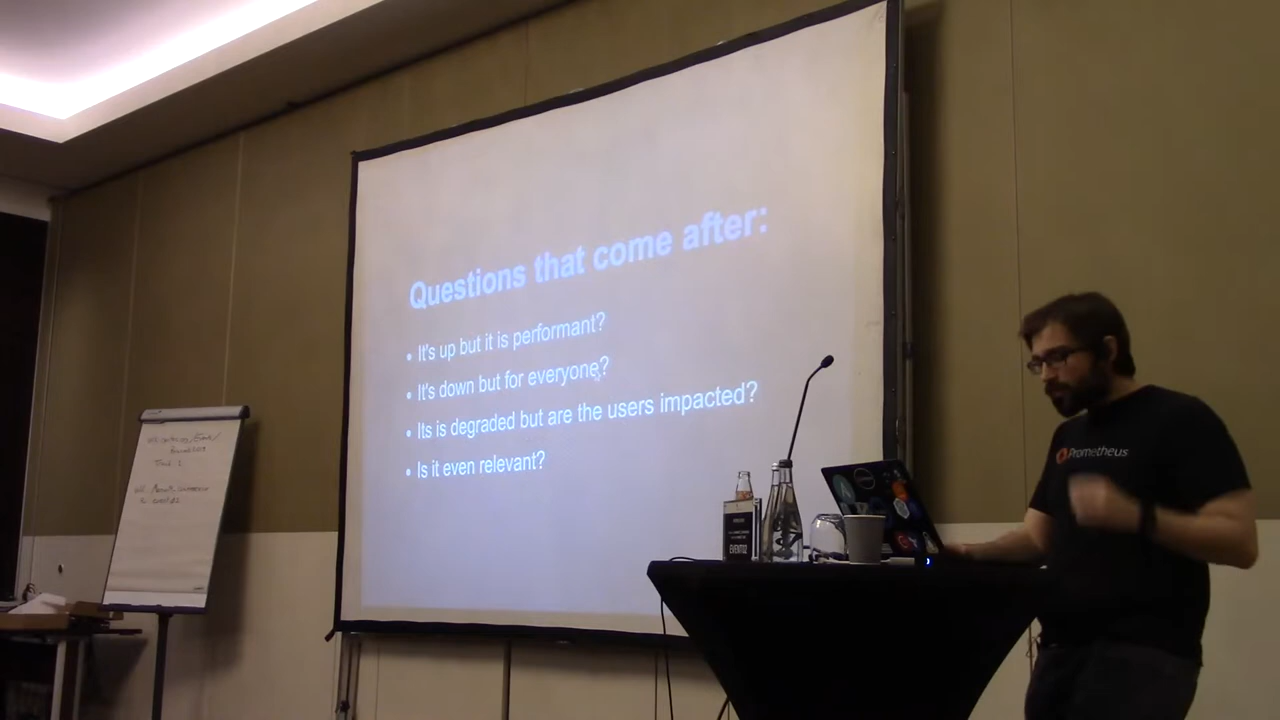 Questions that come after:
• It's up but it is performant?
• It's down but for everyone?
• Its is degraded but are the users impacted?
• Is it even relevant?
Prometheus
EVENT02